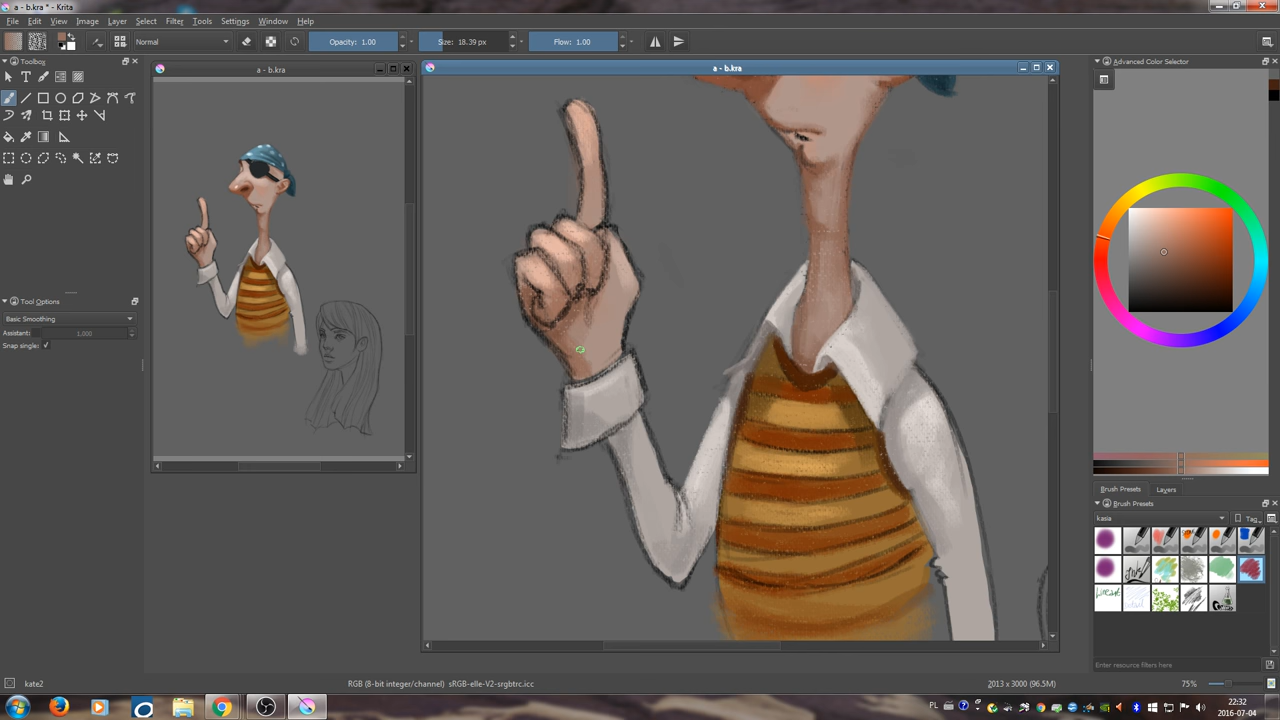 a - b.kra * - Krita
File Edit View Image Layer Select Filter Tools Settings Window Help
Normal Opacity: 1.00 Size: 18.39 px Flow: 1.00
Toolbox
a - b.kra
a - b.kra
Advanced Color Selector
Tool Options
Basic Smoothing
Assistant: 1,000
Snap single:
Brush Presets Layers
Brush Presets
kasia Tag
Enter resource filters here
kate2 RGB (8-bit integer/channel) sRGB-elle-V2-srgbtrc.icc 2013 x 3000 (96.5M) 75%
PL 22:32
2016-07-04